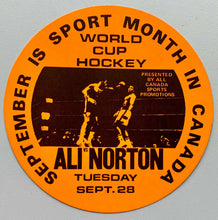 SEPTEMBER IS SPORT MONTH IN CANADA
WORLD
CUP
HOCKEY
PRESENTED BY ALL
CANADA
SPORTS
PROMOTIONS
ALI VS NORTON
TUESDAY
SEPT. 28